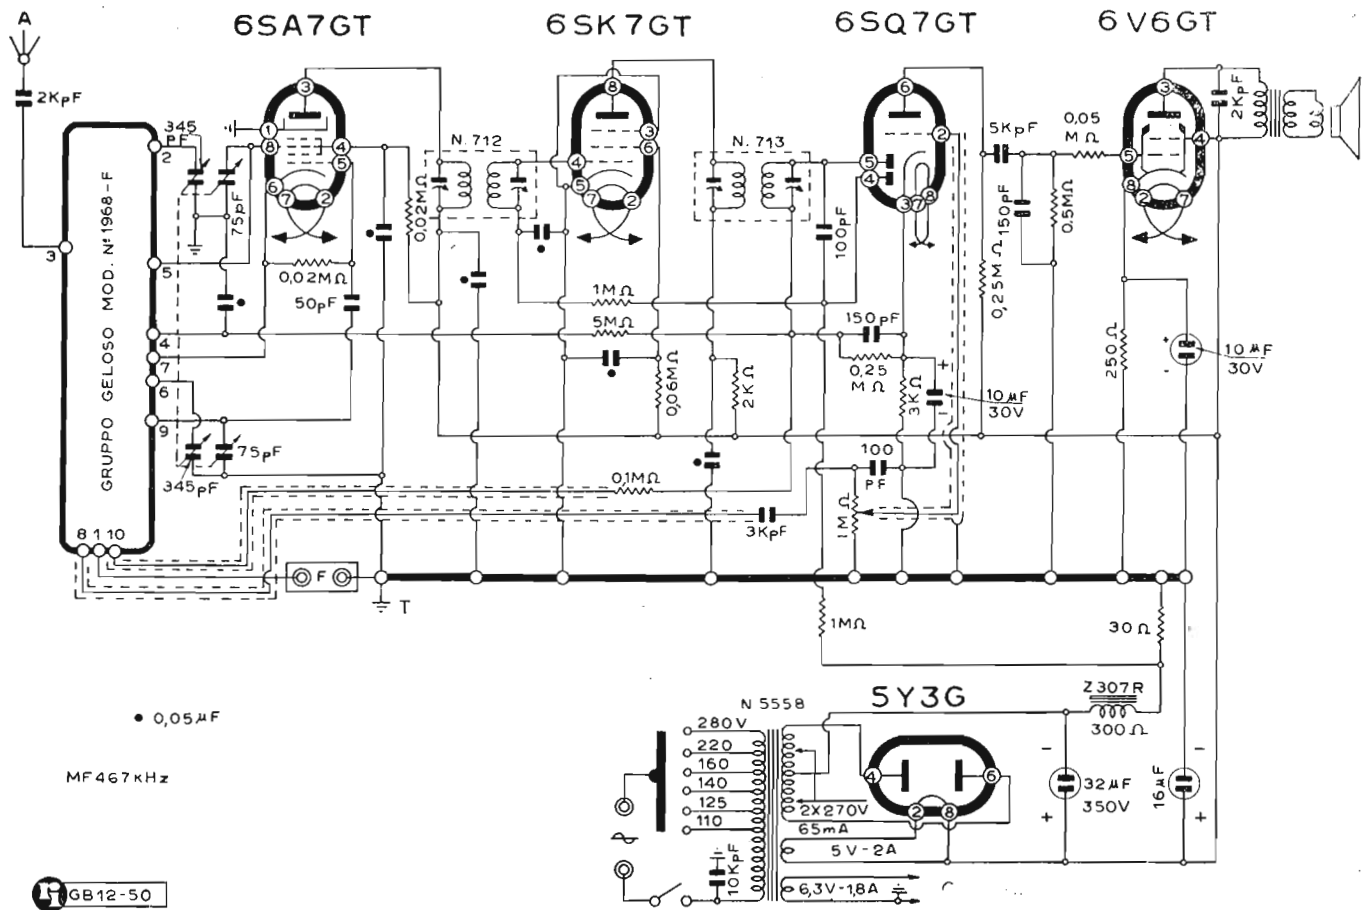 6SA7GT
6SK7GT
6SQ7GT
6V6GT
A
2KpF
345
pF
75pF
N. 712
N. 713
0,02MΩ
100pF
5KpF
0,05
MΩ
150pF
0.5MΩ
2KpF
GRUPPO GELOSO MOD. Nº 1968-F
2
3
5
4
7
6
9
8 1 10
3
1
8
4
5
6
7
2
8
3
6
4
5
7
2
6
2
5
4
3
7
8
3
4
5
8
2
7
0,02MΩ
50pF
1MΩ
5MΩ
150pF
0,25
MΩ
0,25MΩ
250Ω
+
-
10µF
30V
0,06MΩ
2KΩ
3KΩ
+
10µF
30V
-
75pF
345pF
0,1MΩ
100
PF
3KpF
1MΩ
F
T
1MΩ
30Ω
• 0,05µF
MF467KHz
N 5558
5Y3G
Z307R
300Ω
280V
220
160
140
125
110
4
6
2
8
2X270V
65mA
5V-2A
6,3V-1,8A
10KpF
-
32µF
350V
+
-
16µF
+
GB12-50